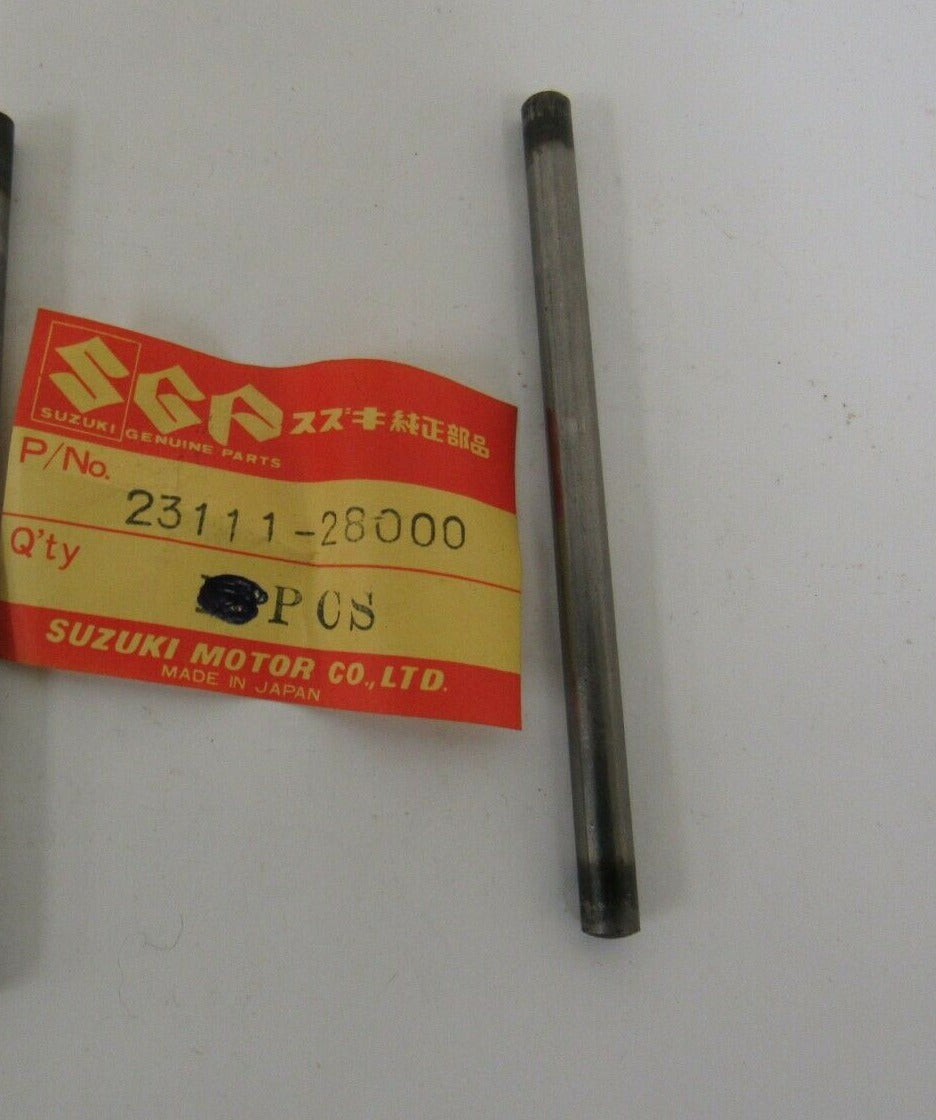 SGP スズキ純正部品
SUZUKI GENUINE PARTS
P/No.
23111-28000
Q'ty
PCS
SUZUKI MOTOR CO., LTD.
MADE IN JAPAN